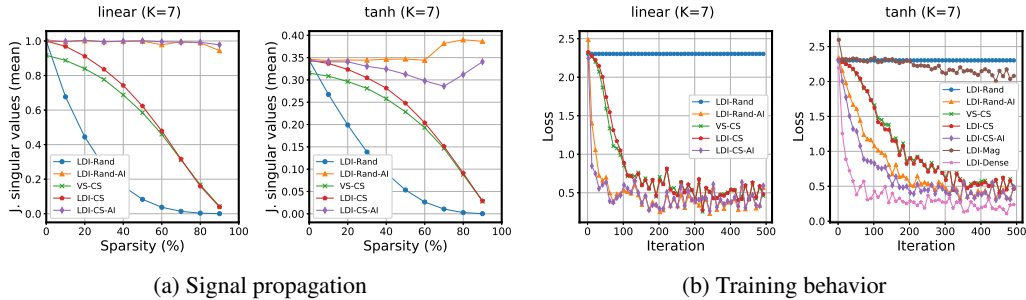 linear (K=7)
J. singular values (mean)
1.0
0.8
0.6
0.4
0.2
0.0
LDI-Rand
LDI-Rand-AI
VS-CS
LDI-CS
LDI-CS-AI
0 20 40 60 80 100
Sparsity (%)
tanh (K=7)
J. singular values (mean)
0.40
0.35
0.30
0.25
0.20
0.15
0.10
0.05
0.00
LDI-Rand
LDI-Rand-AI
VS-CS
LDI-CS
LDI-CS-AI
0 20 40 60 80 100
Sparsity (%)
(a) Signal propagation
linear (K=7)
Loss
2.5
2.0
1.5
1.0
0.5
LDI-Rand
LDI-Rand-AI
VS-CS
LDI-CS
LDI-CS-AI
0 100 200 300 400 500
Iteration
tanh (K=7)
Loss
2.5
2.0
1.5
1.0
0.5
0.0
LDI-Rand
LDI-Rand-AI
VS-CS
LDI-CS
LDI-CS-AI
LDI-Mag
LDI-Dense
0 100 200 300 400 500
Iteration
(b) Training behavior